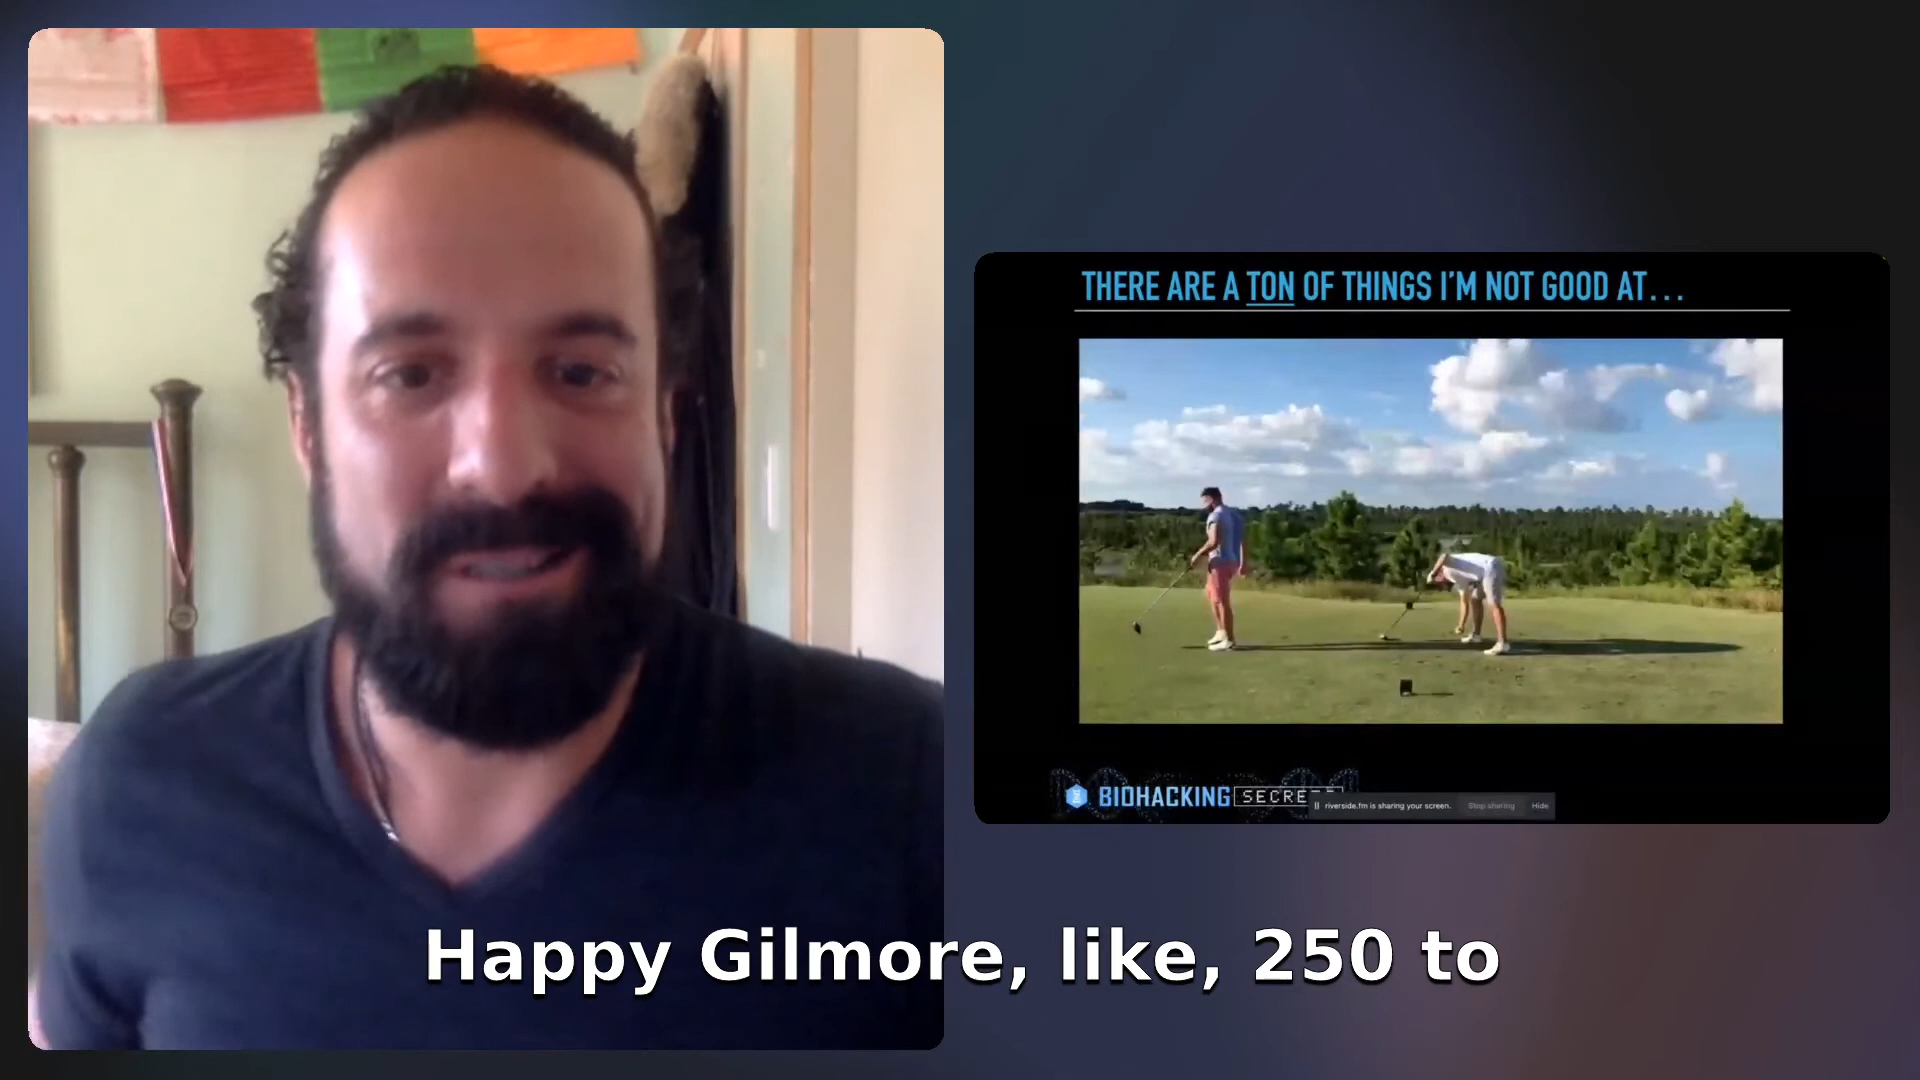 THERE ARE A TON OF THINGS I'M NOT GOOD AT...
BIOHACKING
riverside.fm is sharing your screen. Stop sharing Hide
Happy Gilmore, like, 250 to